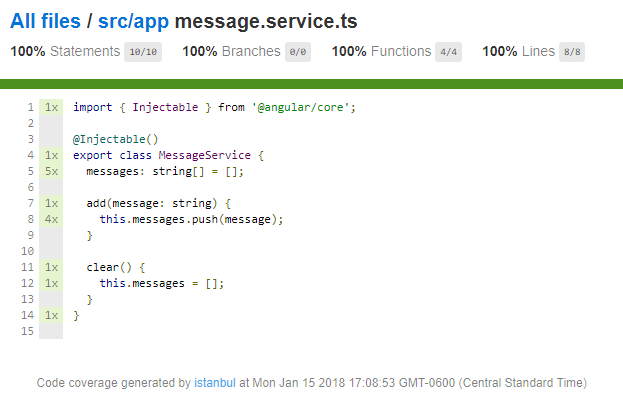 All files / src/app message.service.ts
100% Statements 10/10 100% Branches 0/0 100% Functions 4/4 100% Lines 8/8
1 1x import { Injectable } from '@angular/core';
2
3 @Injectable()
4 1x export class MessageService {
5 5x messages: string[] = [];
6
7 1x add(message: string) {
8 4x this.messages.push(message);
9 }
10
11 1x clear() {
12 1x this.messages = [];
13 }
14 1x }
15
Code coverage generated by istanbul at Mon Jan 15 2018 17:08:53 GMT-0600 (Central Standard Time)